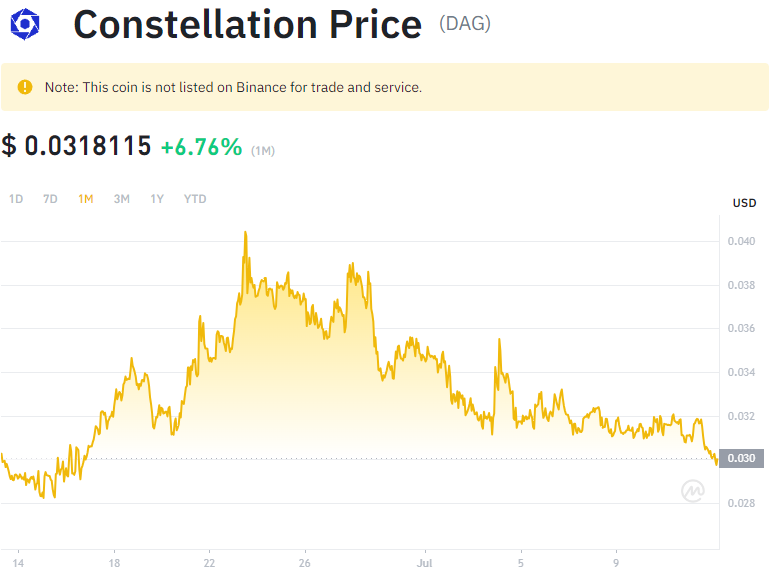 Constellation Price (DAG)
Note: This coin is not listed on Binance for trade and service.
$ 0.0318115 +6.76% (1M)
1D 7D 1M 3M 1Y YTD
USD
0.040
0.038
0.036
0.034
0.032
0.030
0.028
14 18 22 26 Jul 5 9